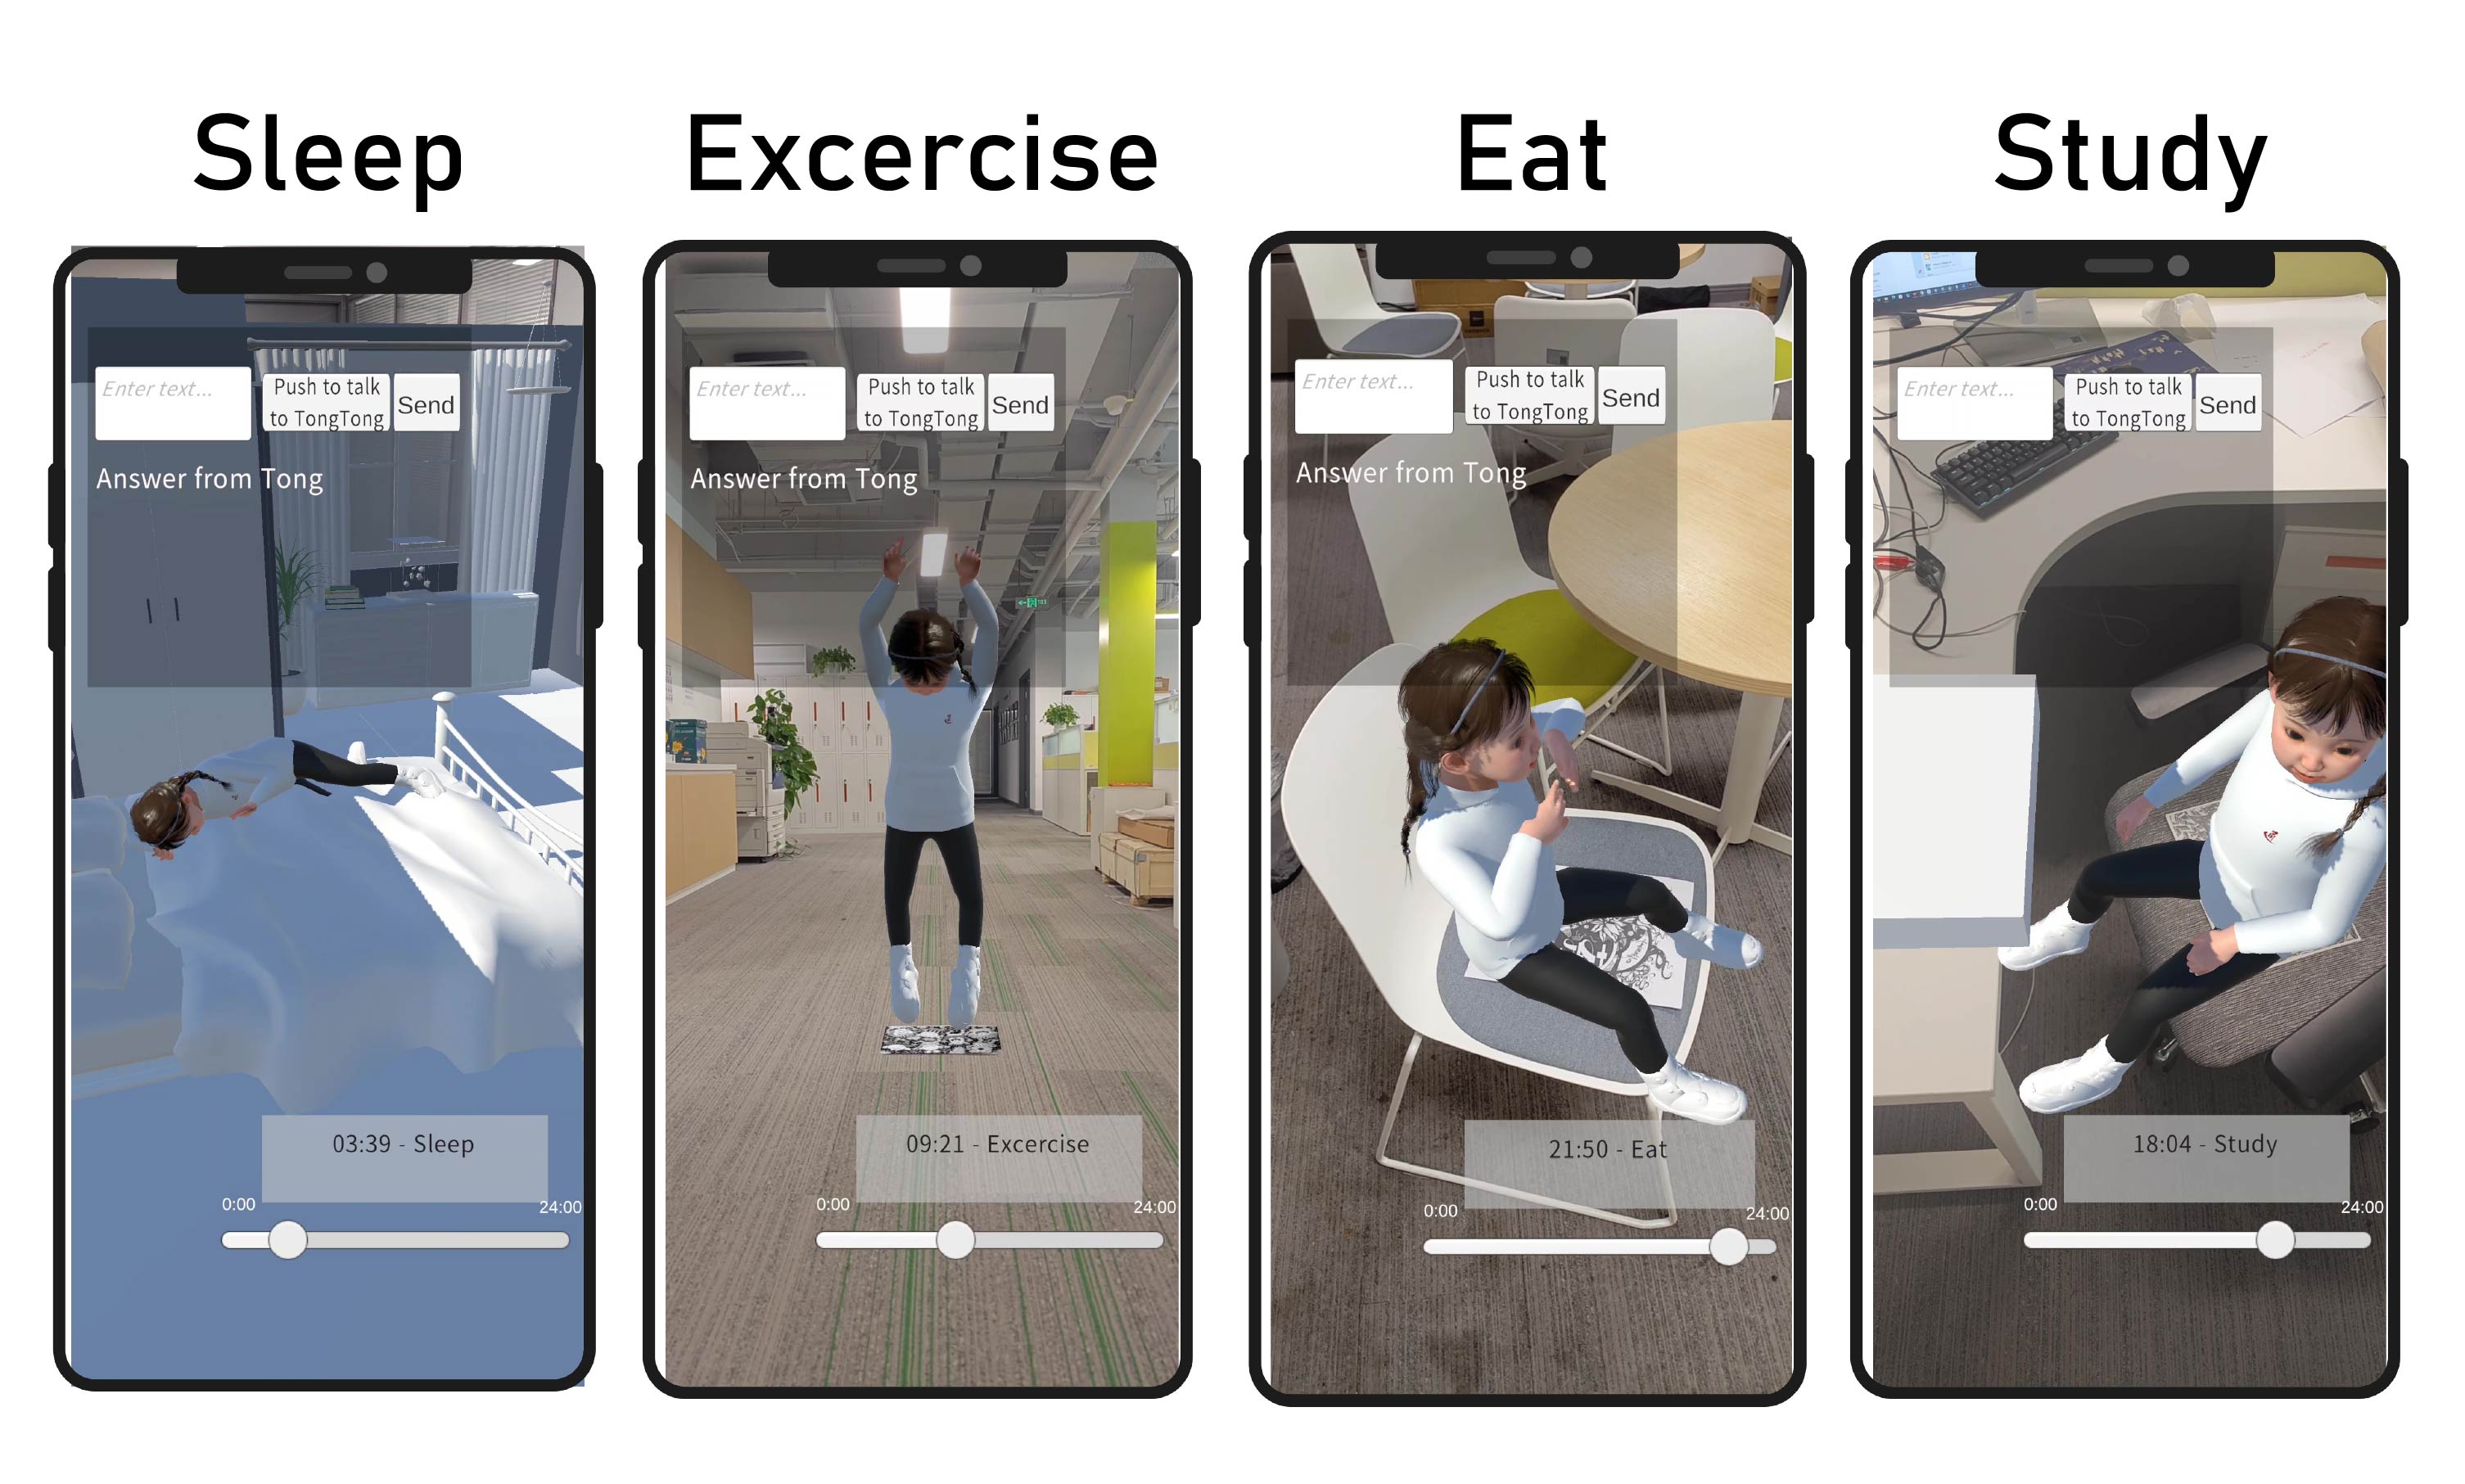 Sleep
Excercise
Eat
Study
Enter text...
Push to talk
to TongTong
Send
Answer from Tong
03:39 - Sleep
0:00
24:00
Enter text...
Push to talk
to TongTong
Send
Answer from Tong
09:21 - Excercise
0:00
24:00
Enter text...
Push to talk
to TongTong
Send
Answer from Tong
21:50 - Eat
0:00
24:00
Enter text...
Push to talk
to TongTong
Send
18:04 - Study
0:00
24:00